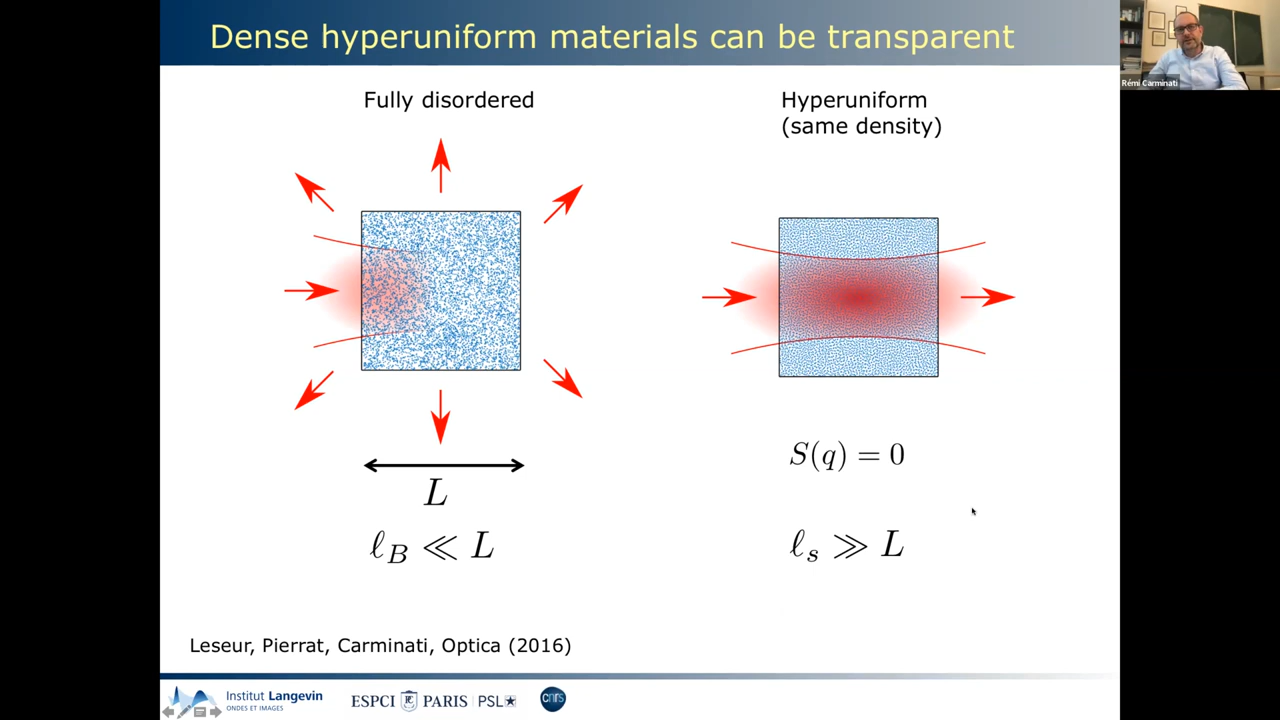 Dense hyperuniform materials can be transparent
Rémi Carminati
Fully disordered
Hyperuniform
(same density)
L
ℓ_B ≪ L
S(q) = 0
ℓ_s ≫ L
Leseur, Pierrat, Carminati, Optica (2016)
Institut Langevin
ONDES ET IMAGES
ESPCI PARIS PSL
cnrs